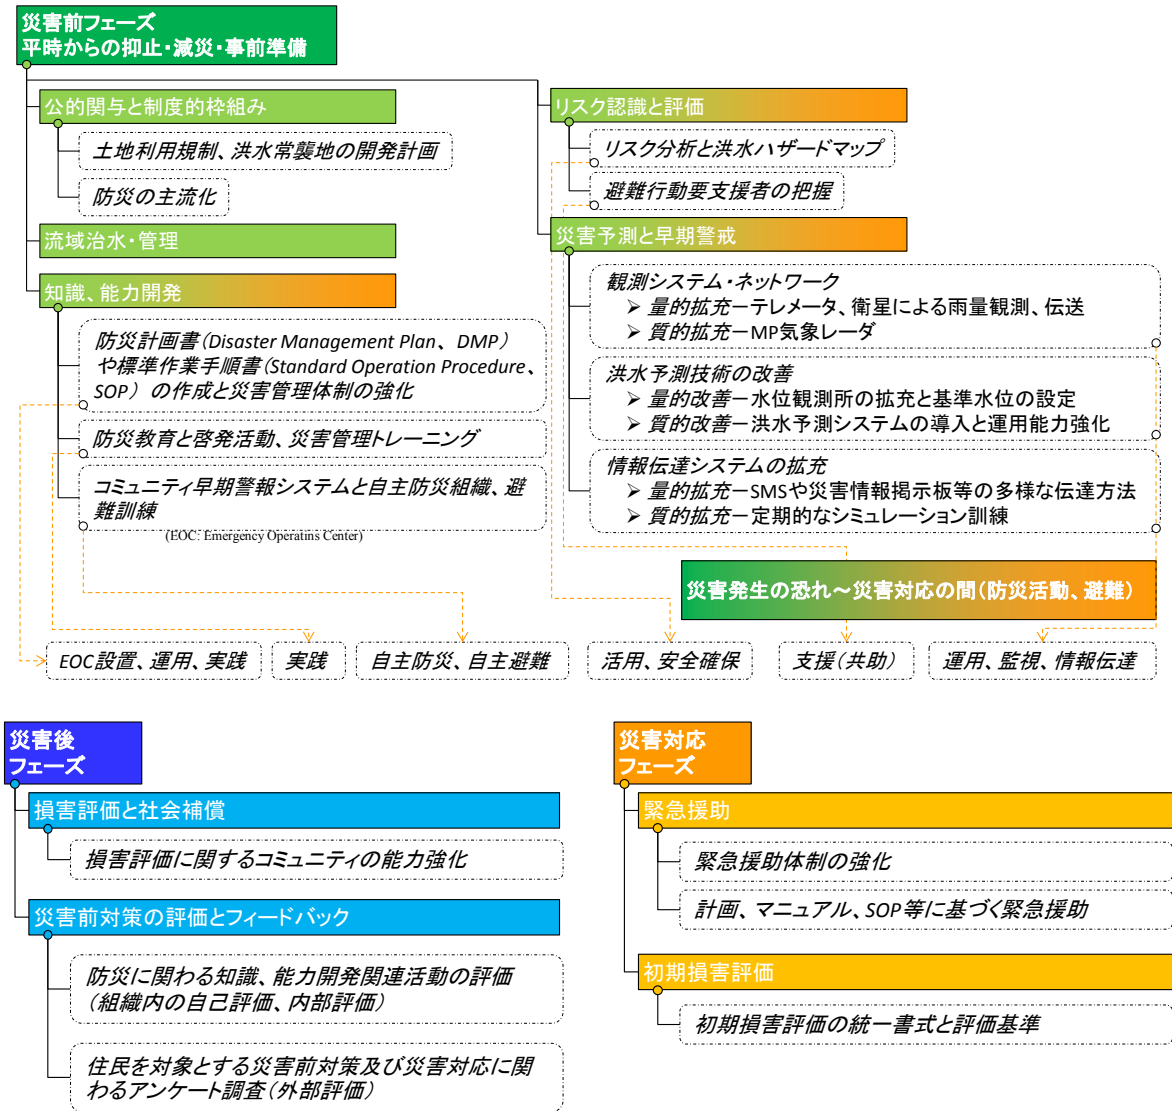 災害前フェーズ
平時からの抑止・減災・事前準備
公的関与と制度的枠組み
土地利用規制、洪水常襲地の開発計画
防災の主流化
流域治水・管理
知識、能力開発
防災計画書(Disaster Management Plan、DMP)
や標準作業手順書(Standard Operation Procedure、
SOP) の作成と災害管理体制の強化
防災教育と啓発活動、災害管理トレーニング
コミュニティ早期警報システムと自主防災組織、避
難訓練
(EOC: Emergency Operatins Center)
リスク認識と評価
リスク分析と洪水ハザードマップ
避難行動要支援者の把握
災害予測と早期警戒
観測システム・ネットワーク
➢ 量的拡充ーテレメータ、衛星による雨量観測、伝送
➢ 質的拡充ーMP気象レーダ
洪水予測技術の改善
➢ 量的改善ー水位観測所の拡充と基準水位の設定
➢ 質的改善ー洪水予測システムの導入と運用能力強化
情報伝達システムの拡充
➢ 量的拡充ーSMSや災害情報掲示板等の多様な伝達方法
➢ 質的拡充ー定期的なシミュレーション訓練
災害発生の恐れ～災害対応の間(防災活動、避難)
EOC設置、運用、実践
実践
自主防災、自主避難
活用、安全確保
支援(共助)
運用、監視、情報伝達
災害後
フェーズ
損害評価と社会補償
損害評価に関するコミュニティの能力強化
災害前対策の評価とフィードバック
防災に関わる知識、能力開発関連活動の評価
(組織内の自己評価、内部評価)
住民を対象とする災害前対策及び災害対応に関
わるアンケート調査(外部評価)
災害対応
フェーズ
緊急援助
緊急援助体制の強化
計画、マニュアル、SOP等に基づく緊急援助
初期損害評価
初期損害評価の統一書式と評価基準